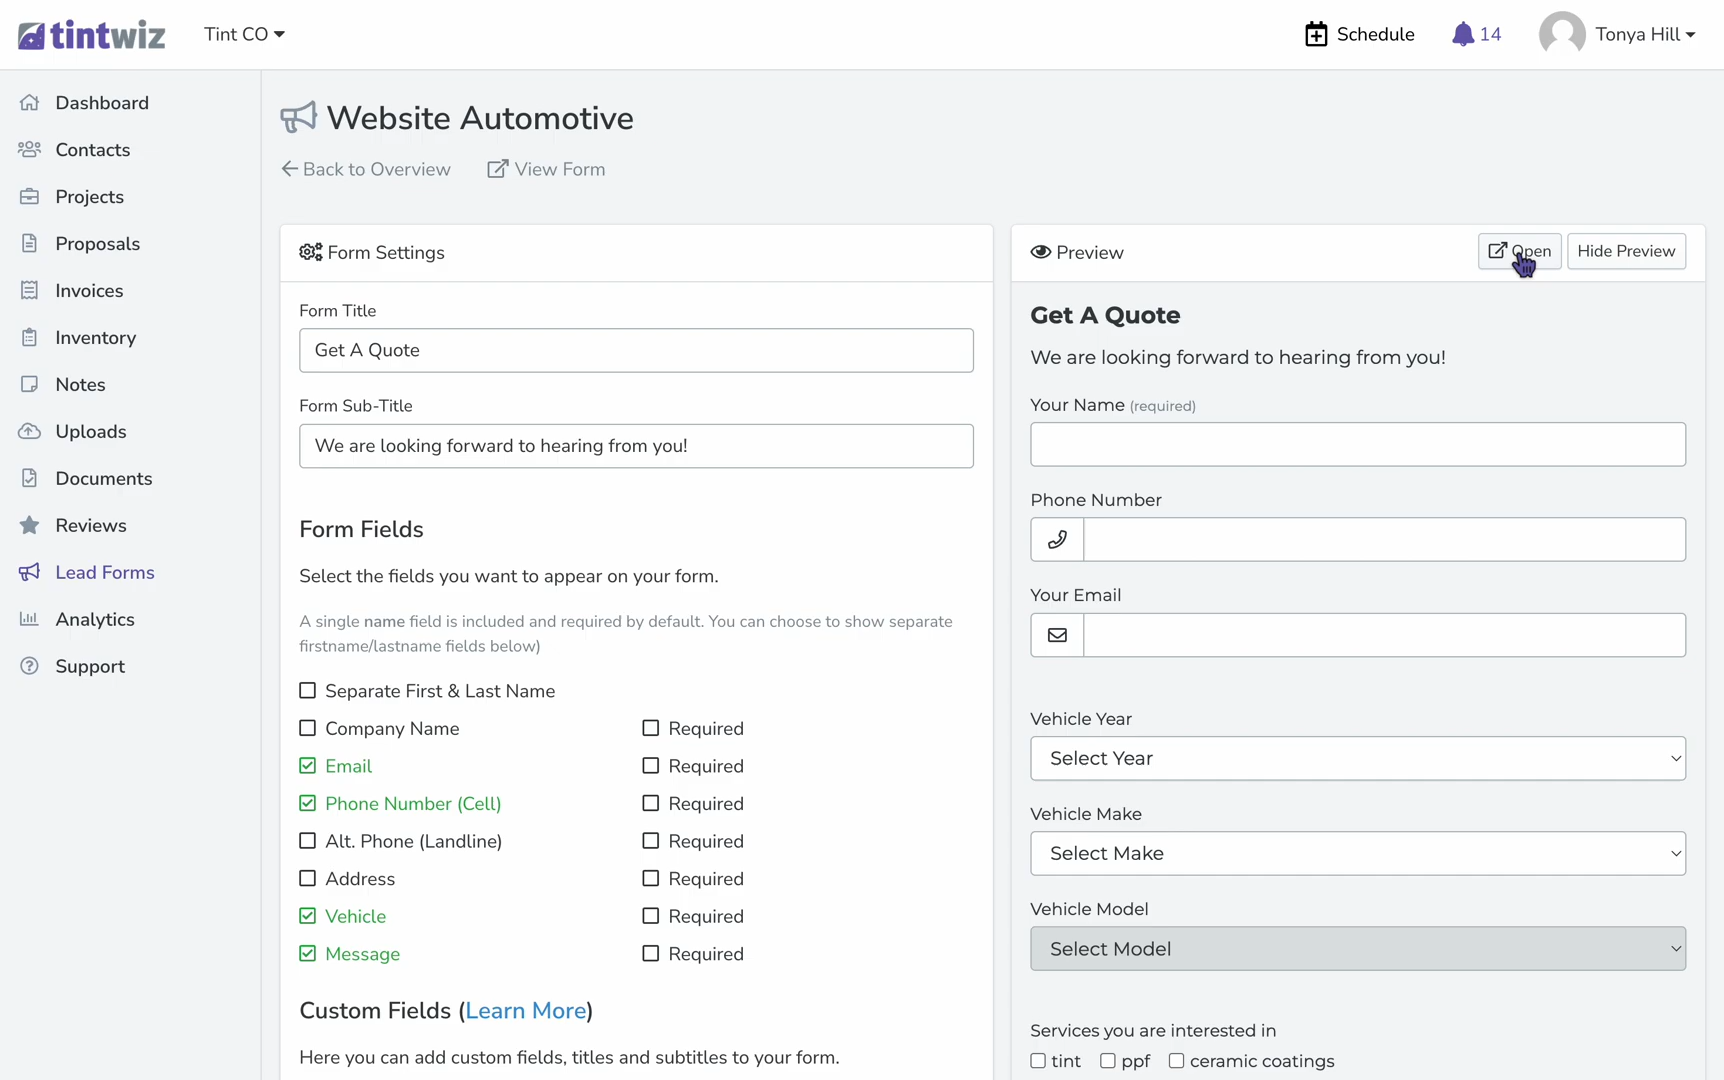 tintwiz
Tint CO
Schedule
14
Tonya Hill
Dashboard
Contacts
Projects
Proposals
Invoices
Inventory
Notes
Uploads
Documents
Reviews
Lead Forms
Analytics
Support
Website Automotive
Back to Overview
View Form
Form Settings
Form Title
Get A Quote
Form Sub-Title
We are looking forward to hearing from you!
Form Fields
Select the fields you want to appear on your form.
A single name field is included and required by default. You can choose to show separate
firstname/lastname fields below)
Separate First & Last Name
Company Name
Required
Email
Required
Phone Number (Cell)
Required
Alt. Phone (Landline)
Required
Address
Required
Vehicle
Required
Message
Required
Custom Fields (Learn More)
Here you can add custom fields, titles and subtitles to your form.
Preview
Open
Hide Preview
Get A Quote
We are looking forward to hearing from you!
Your Name (required)
Phone Number
Your Email
Vehicle Year
Select Year
Vehicle Make
Select Make
Vehicle Model
Select Model
Services you are interested in
tint
ppf
ceramic coatings